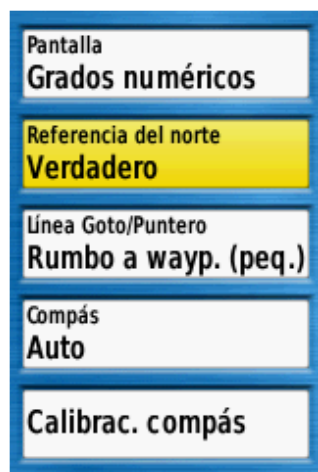 Pantalla
Grados numéricos
Referencia del norte
Verdadero
Línea Goto/Puntero
Rumbo a wayp. (peq.)
Compás
Auto
Calibrac. compás